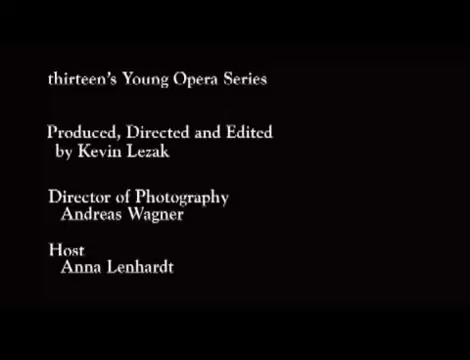 thirteen's Young Opera Series
Produced, Directed and Edited
by Kevin Lezak
Director of Photography
Andreas Wagner
Host
Anna Lenhardt